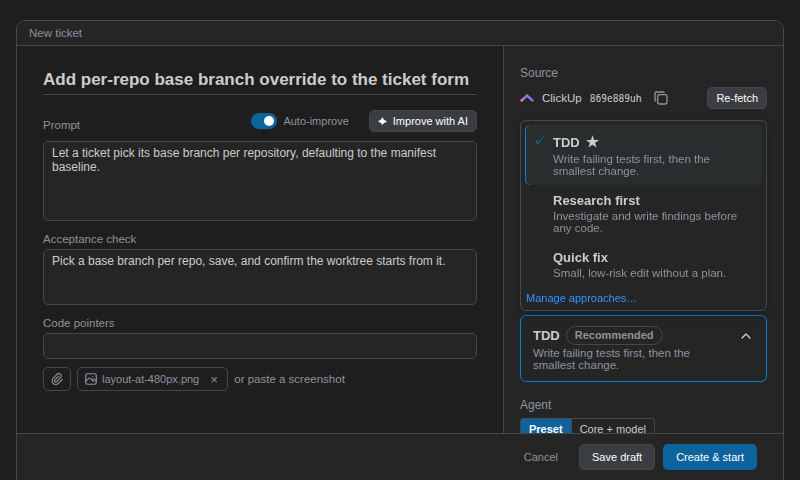 New ticket
Add per-repo base branch override to the ticket form
Prompt
Auto-improve
Improve with AI
Let a ticket pick its base branch per repository, defaulting to the manifest
baseline.
Acceptance check
Pick a base branch per repo, save, and confirm the worktree starts from it.
Code pointers
layout-at-480px.png ×
or paste a screenshot
Source
ClickUp 869e889uh
Re-fetch
TDD ★
Write failing tests first, then the
smallest change.
Research first
Investigate and write findings before
any code.
Quick fix
Small, low-risk edit without a plan.
Manage approaches…
TDD Recommended
Write failing tests first, then the
smallest change.
Agent
Preset Core + model
Cancel
Save draft
Create & start